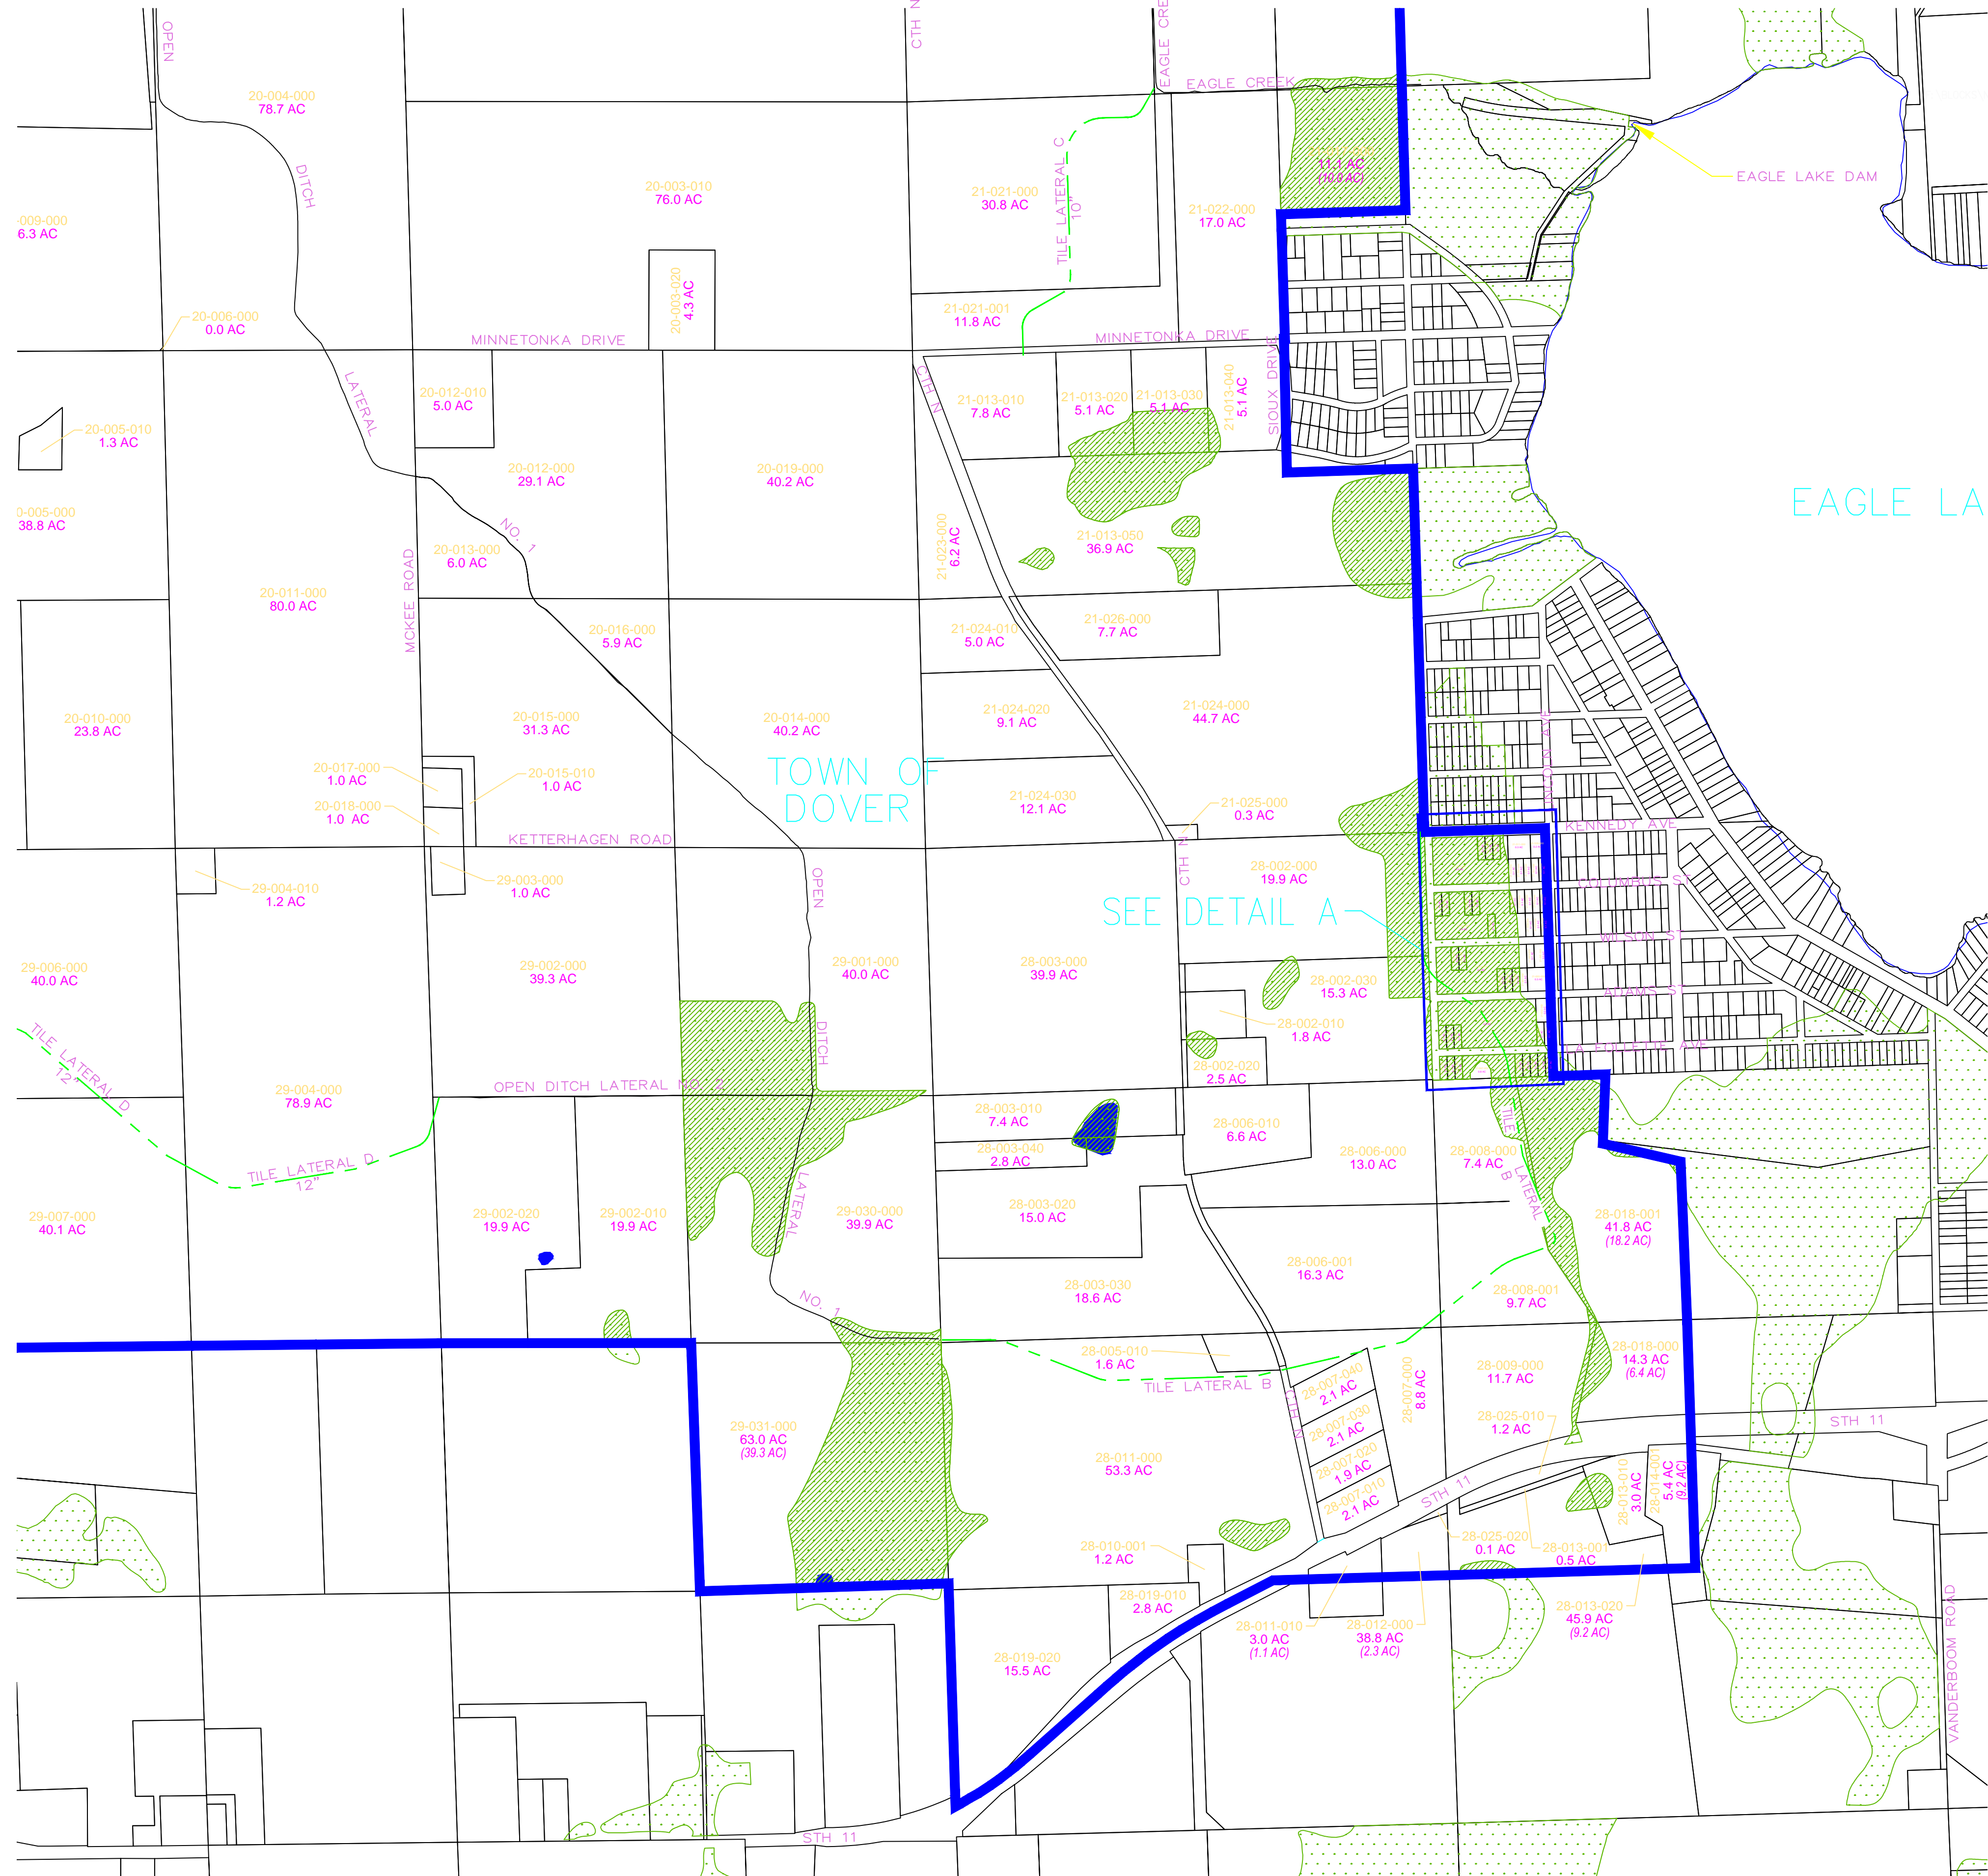 OPEN
CTH N
20-004-000
78.7 AC
DITCH
EAGLE CREEK
11.1 AC
(10.0 AC)
EAGLE LAKE DAM
TILE LATERAL C
10"
20-003-010
76.0 AC
21-021-000
30.8 AC
21-022-000
17.0 AC
-009-000
6.3 AC
20-003-020
4.3 AC
20-006-000
0.0 AC
21-021-001
11.8 AC
MINNETONKA DRIVE
MINNETONKA DRIVE
SIOUX DRIVE
LATERAL
CTH N
20-012-010
5.0 AC
21-013-010
7.8 AC
21-013-020
5.1 AC
21-013-030
5.1 AC
21-013-040
5.1 AC
20-005-010
1.3 AC
20-012-000
29.1 AC
20-019-000
40.2 AC
EAGLE LA
-005-000
38.8 AC
NO. 1
20-013-000
6.0 AC
21-023-000
6.2 AC
21-013-050
36.9 AC
MCKEE ROAD
20-011-000
80.0 AC
20-016-000
5.9 AC
21-024-010
5.0 AC
21-026-000
7.7 AC
20-010-000
23.8 AC
20-015-000
31.3 AC
20-014-000
40.2 AC
21-024-020
9.1 AC
21-024-000
44.7 AC
20-017-000
1.0 AC
20-015-010
1.0 AC
TOWN OF
DOVER
20-018-000
1.0 AC
21-024-030
12.1 AC
21-025-000
0.3 AC
KENNEDY AVE
KETTERHAGEN ROAD
CTH N
28-002-000
19.9 AC
COLUMBUS ST
29-004-010
1.2 AC
29-003-000
1.0 AC
OPEN
SEE DETAIL A
WILSON ST
29-006-000
40.0 AC
29-002-000
39.3 AC
29-001-000
40.0 AC
28-003-000
39.9 AC
28-002-030
15.3 AC
ADAMS ST
28-002-010
1.8 AC
DITCH
LA FOLLETTE AVE
TILE LATERAL D
12"
28-002-020
2.5 AC
29-004-000
78.9 AC
OPEN DITCH LATERAL NO. 2
28-003-010
7.4 AC
28-006-010
6.6 AC
28-003-040
2.8 AC
28-006-000
13.0 AC
28-008-000
7.4 AC
TILE
LATERAL
B
TILE LATERAL D
12"
29-007-000
40.1 AC
29-002-020
19.9 AC
29-002-010
19.9 AC
LATERAL
29-030-000
39.9 AC
28-003-020
15.0 AC
28-018-001
41.8 AC
(18.2 AC)
28-006-001
16.3 AC
28-003-030
18.6 AC
28-008-001
9.7 AC
NO. 1
28-005-010
1.6 AC
TILE LATERAL B
CTH N
28-007-040
2.1 AC
28-007-000
8.8 AC
28-009-000
11.7 AC
28-018-000
14.3 AC
(6.4 AC)
28-007-030
2.1 AC
28-025-010
1.2 AC
STH 11
29-031-000
63.0 AC
(39.3 AC)
28-011-000
53.3 AC
28-007-020
1.9 AC
28-007-010
2.1 AC
STH 11
28-013-010
3.0 AC
28-014-001
5.4 AC
(9.2 AC)
28-010-001
1.2 AC
28-025-020
0.1 AC
28-013-001
0.5 AC
28-019-010
2.8 AC
28-011-010
3.0 AC
(1.1 AC)
28-012-000
38.8 AC
(2.3 AC)
28-013-020
45.9 AC
(9.2 AC)
28-019-020
15.5 AC
VANDERBOOM ROAD
STH 11